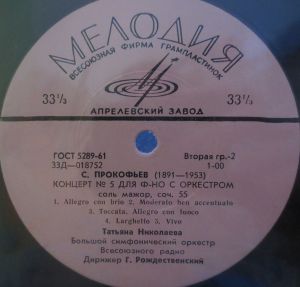 МЕЛОДИЯ
ВСЕСОЮЗНАЯ ФИРМА ГРАМПЛАСТИНОК
33⅓ 33⅓
АПРЕЛЕВСКИЙ ЗАВОД
ГОСТ 5289-61 Вторая гр.-2
33Д—018752 1-00
С. ПРОКОФЬЕВ (1891—1953)
КОНЦЕРТ № 5 ДЛЯ Ф-НО С ОРКЕСТРОМ
соль мажор, соч. 55
1. Allegro con brio 2. Moderato ben accentuato
3. Toccata. Allegro con fuoco
4. Larghetto 5. Vivo
Татьяна Николаева
Большой симфонический оркестр
Всесоюзного радио
Дирижер Г. Рождественский